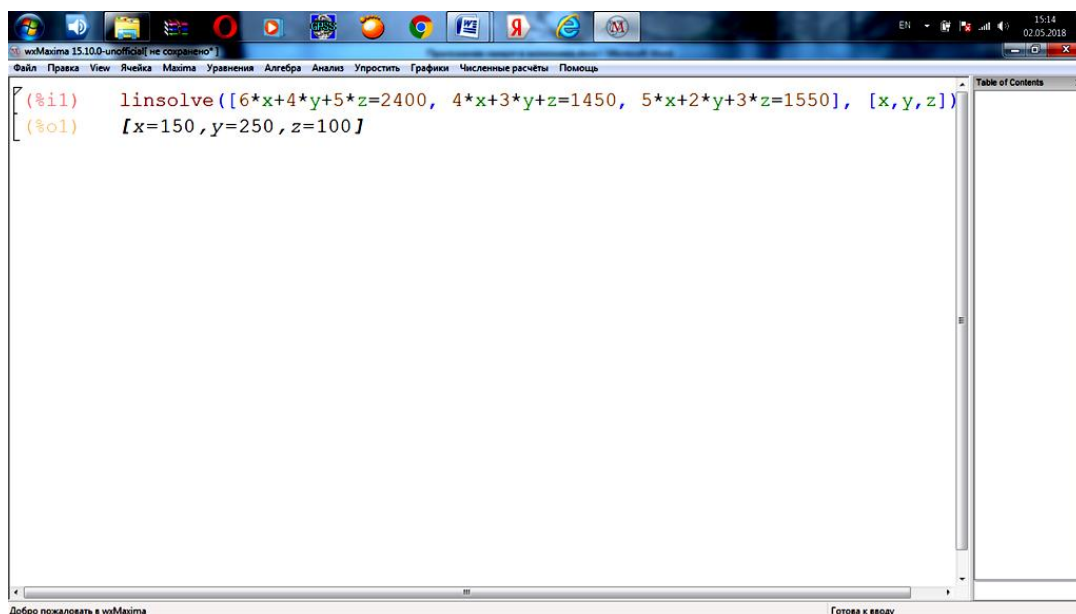 EN
15:14
02.05.2018
wxMaxima 15.10.0-unofficial[ не сохранено* ]
Файл Правка View Ячейка Maxima Уравнения Алгебра Анализ Упростить Графики Численные расчёты Помощь
Table of Contents
(%i1) linsolve([6*x+4*y+5*z=2400, 4*x+3*y+z=1450, 5*x+2*y+3*z=1550], [x,y,z])
(%o1) [x=150,y=250,z=100]
Добро пожаловать в wxMaxima
Готова к вводу